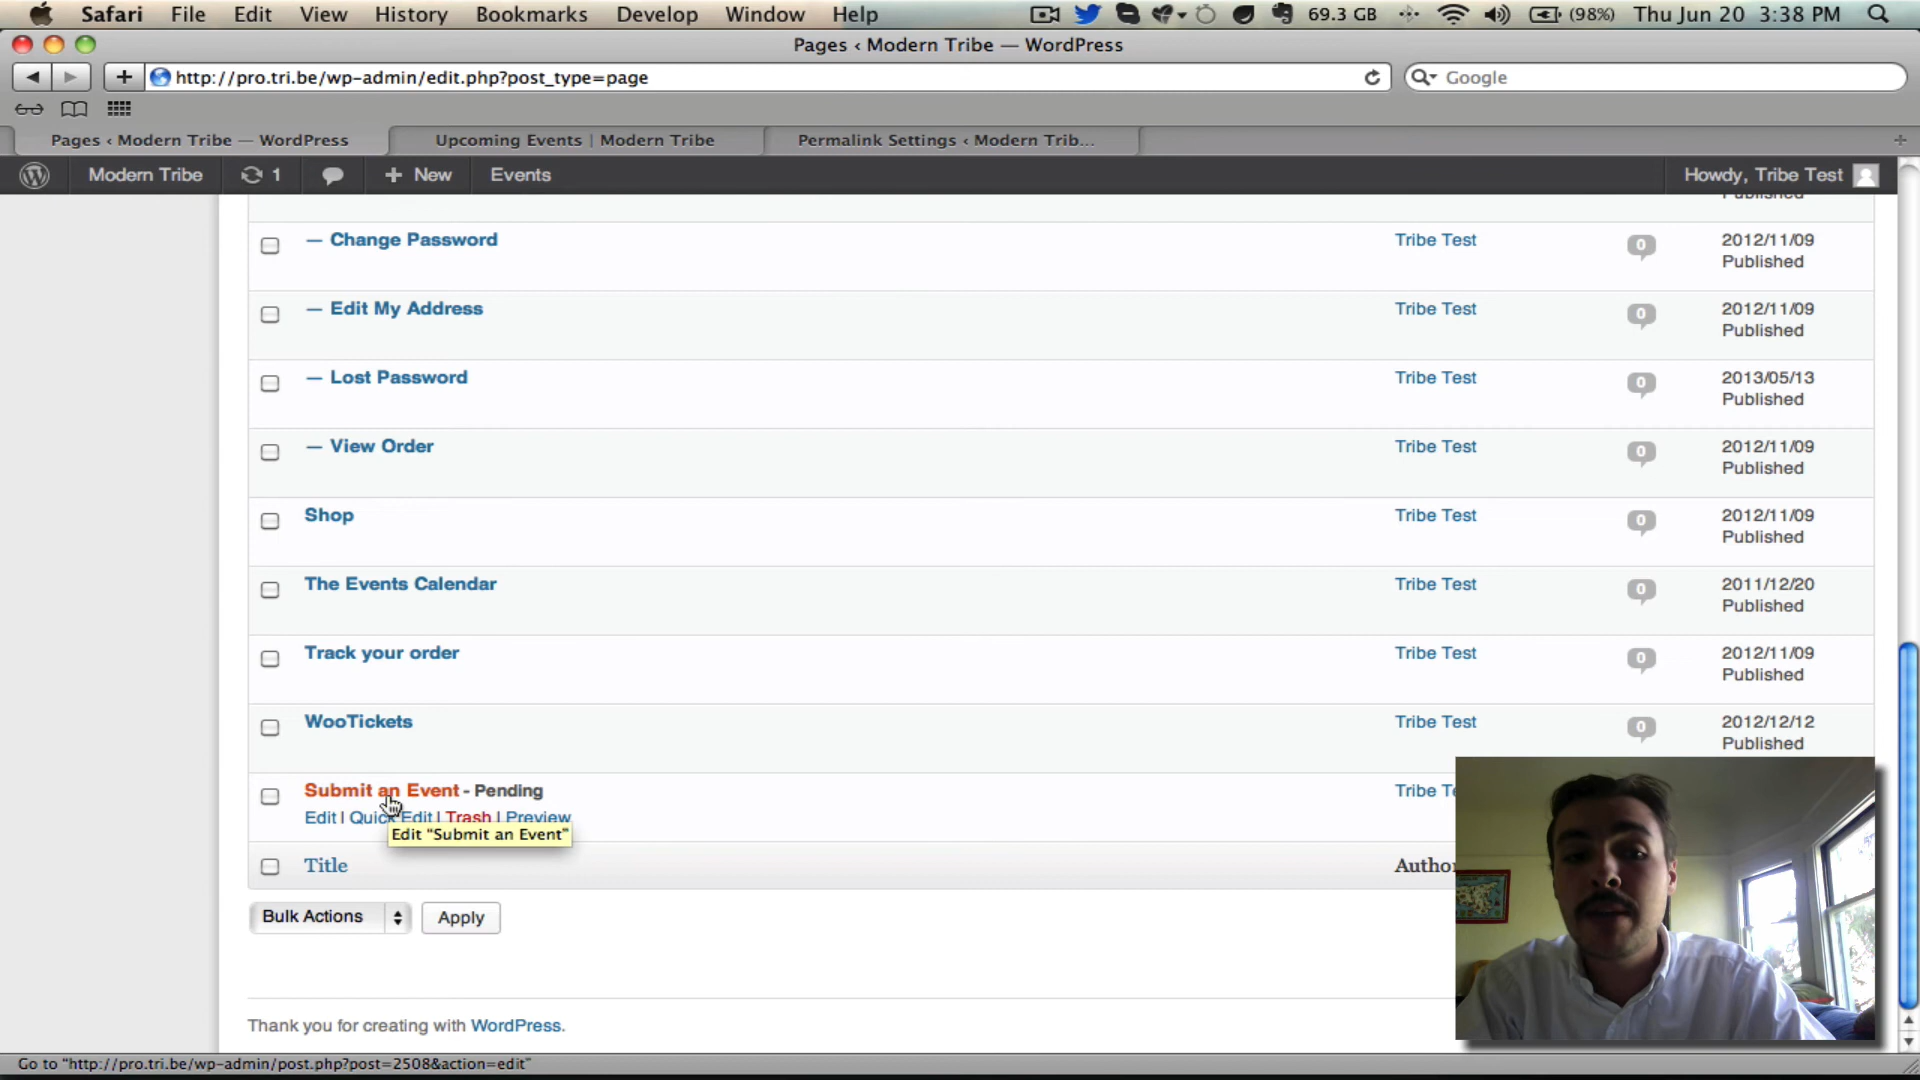 Safari File Edit View History Bookmarks Develop Window Help 69.3 GB (98%) Thu Jun 20 3:38 PM
Pages ‹ Modern Tribe — WordPress
http://pro.tri.be/wp-admin/edit.php?post_type=page Google
Pages ‹ Modern Tribe — WordPress Upcoming Events | Modern Tribe Permalink Settings ‹ Modern Trib...
Modern Tribe 1 + New Events Howdy, Tribe Test
Published
— Change Password Tribe Test 0 2012/11/09
Published
— Edit My Address Tribe Test 0 2012/11/09
Published
— Lost Password Tribe Test 0 2013/05/13
Published
— View Order Tribe Test 0 2012/11/09
Published
Shop Tribe Test 0 2012/11/09
Published
The Events Calendar Tribe Test 0 2011/12/20
Published
Track your order Tribe Test 0 2012/11/09
Published
WooTickets Tribe Test 0 2012/12/12
Published
Submit an Event - Pending Tribe Te
Edit | Quick Edit | Trash | Preview
Edit "Submit an Event"
Title Autho
Bulk Actions Apply
Thank you for creating with WordPress.
Go to "http://pro.tri.be/wp-admin/post.php?post=2508&action=edit"